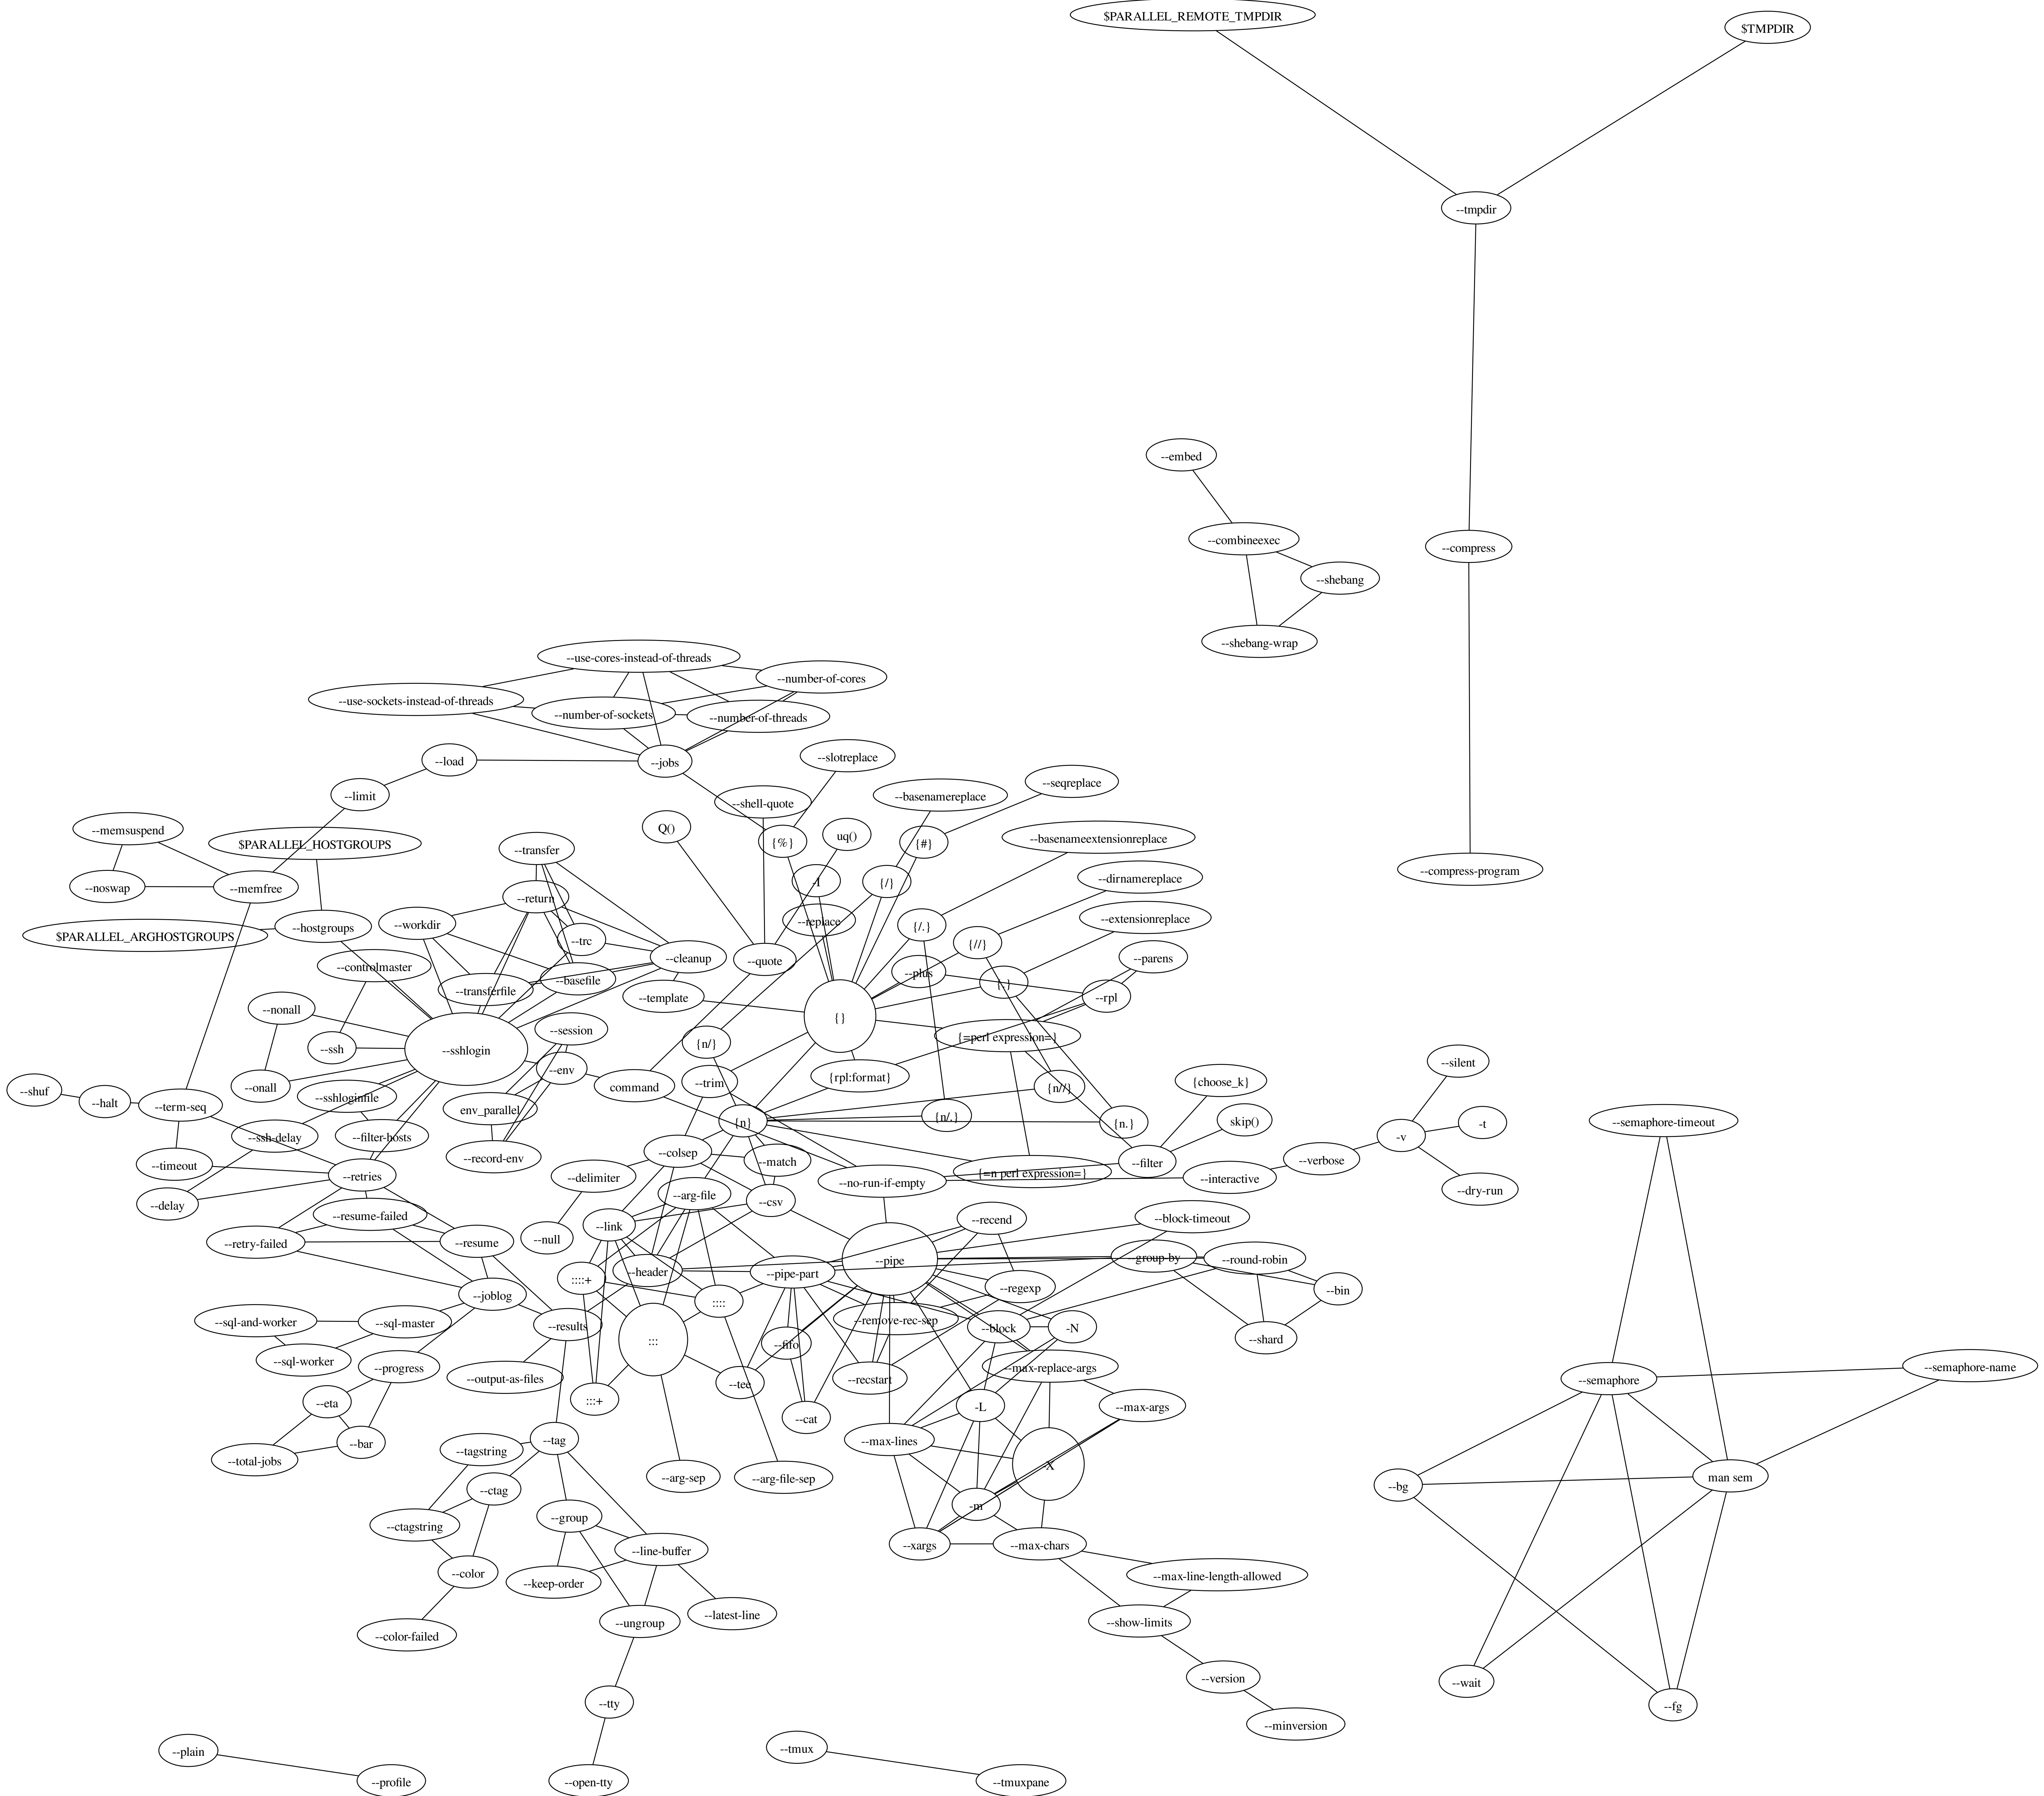 $PARALLEL_REMOTE_TMPDIR
$TMPDIR
--tmpdir
--embed
--combineexec
--compress
--shebang
--shebang-wrap
--use-cores-instead-of-threads
--number-of-cores
--use-sockets-instead-of-threads
--number-of-sockets
--number-of-threads
--slotreplace
--load
--jobs
--seqreplace
--limit
--basenamereplace
--shell-quote
--memsuspend
Q()
uq()
--basenameextensionreplace
$PARALLEL_HOSTGROUPS
{%}
{#}
--transfer
--compress-program
--noswap
--memfree
-I
{/}
--dirnamereplace
--return
--extensionreplace
--replace
--workdir
--hostgroups
{/.}
$PARALLEL_ARGHOSTGROUPS
--trc
{//}
--cleanup
--quote
--parens
--controlmaster
--plus
--basefile
{.}
--transferfile
--template
--rpl
--nonall
{}
--session
{=perl expression=}
{n/}
--ssh
--sshlogin
--silent
--env
{rpl:format}
--trim
{choose_k}
--onall
command
{n//}
--shuf
--sshloginfile
--halt
--term-seq
env_parallel
{n/.}
{n}
{n.}
skip()
-t
--semaphore-timeout
--ssh-delay
--filter-hosts
-v
--colsep
--record-env
--match
--verbose
--timeout
--filter
{=n perl expression=}
--retries
--delimiter
--no-run-if-empty
--interactive
--dry-run
--arg-file
--csv
--delay
--resume-failed
--link
--recend
--block-timeout
--null
--retry-failed
--resume
--pipe
--group-by
--round-robin
--header
--pipe-part
::::+
--regexp
--bin
--joblog
::::
--remove-rec-sep
--sql-and-worker
--sql-master
--results
--block
-N
--shard
:::
--fifo
--sql-worker
--progress
--max-replace-args
--semaphore-name
--output-as-files
--recstart
--semaphore
--tee
:::+
--eta
-L
--max-args
--cat
--bar
--tag
--max-lines
--tagstring
--total-jobs
-X
--arg-sep
--arg-file-sep
man sem
--bg
--ctag
-m
--group
--ctagstring
--xargs
--max-chars
--line-buffer
--color
--max-line-length-allowed
--keep-order
--latest-line
--ungroup
--show-limits
--color-failed
--version
--wait
--tty
--fg
--minversion
--tmux
--plain
--profile
--open-tty
--tmuxpane